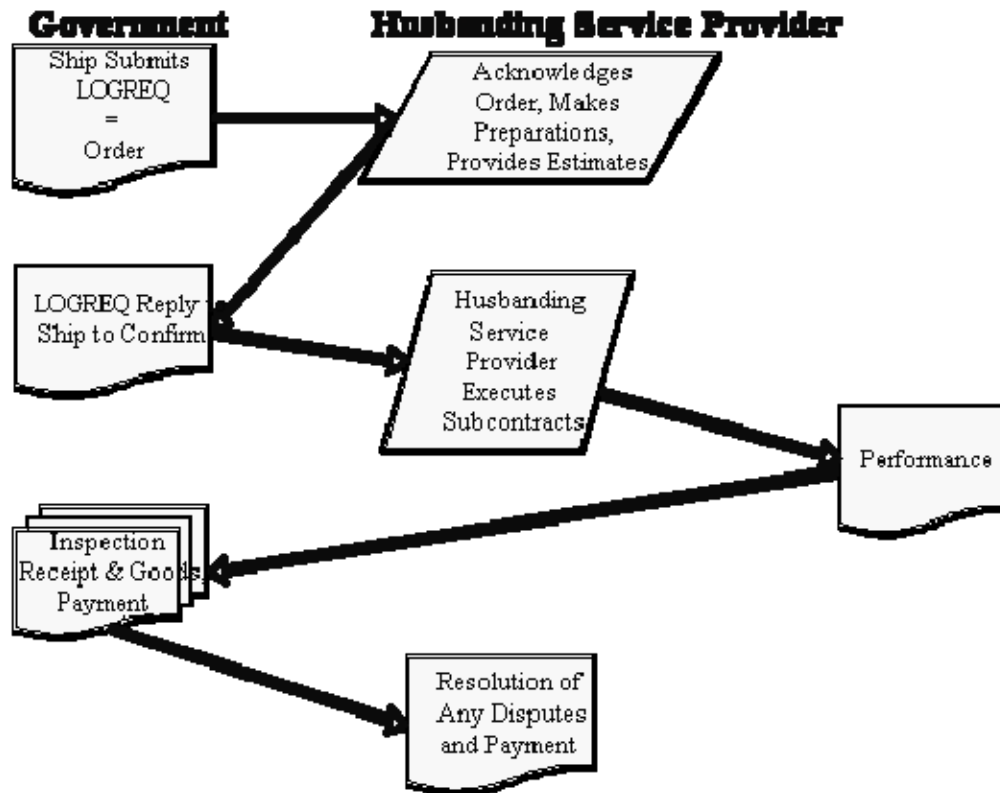 Government
Husbanding Service Provider
Ship Submits
LOGREQ
=
Order
Acknowledges
Order, Makes
Preparations,
Provides Estimates
LOGREQ Reply
Ship to Confirm
Husbanding
Service
Provider
Executes
Subcontracts
Performance
Inspection
Receipt & Goods,
Payment
Resolution of
Any Disputes
and Payment